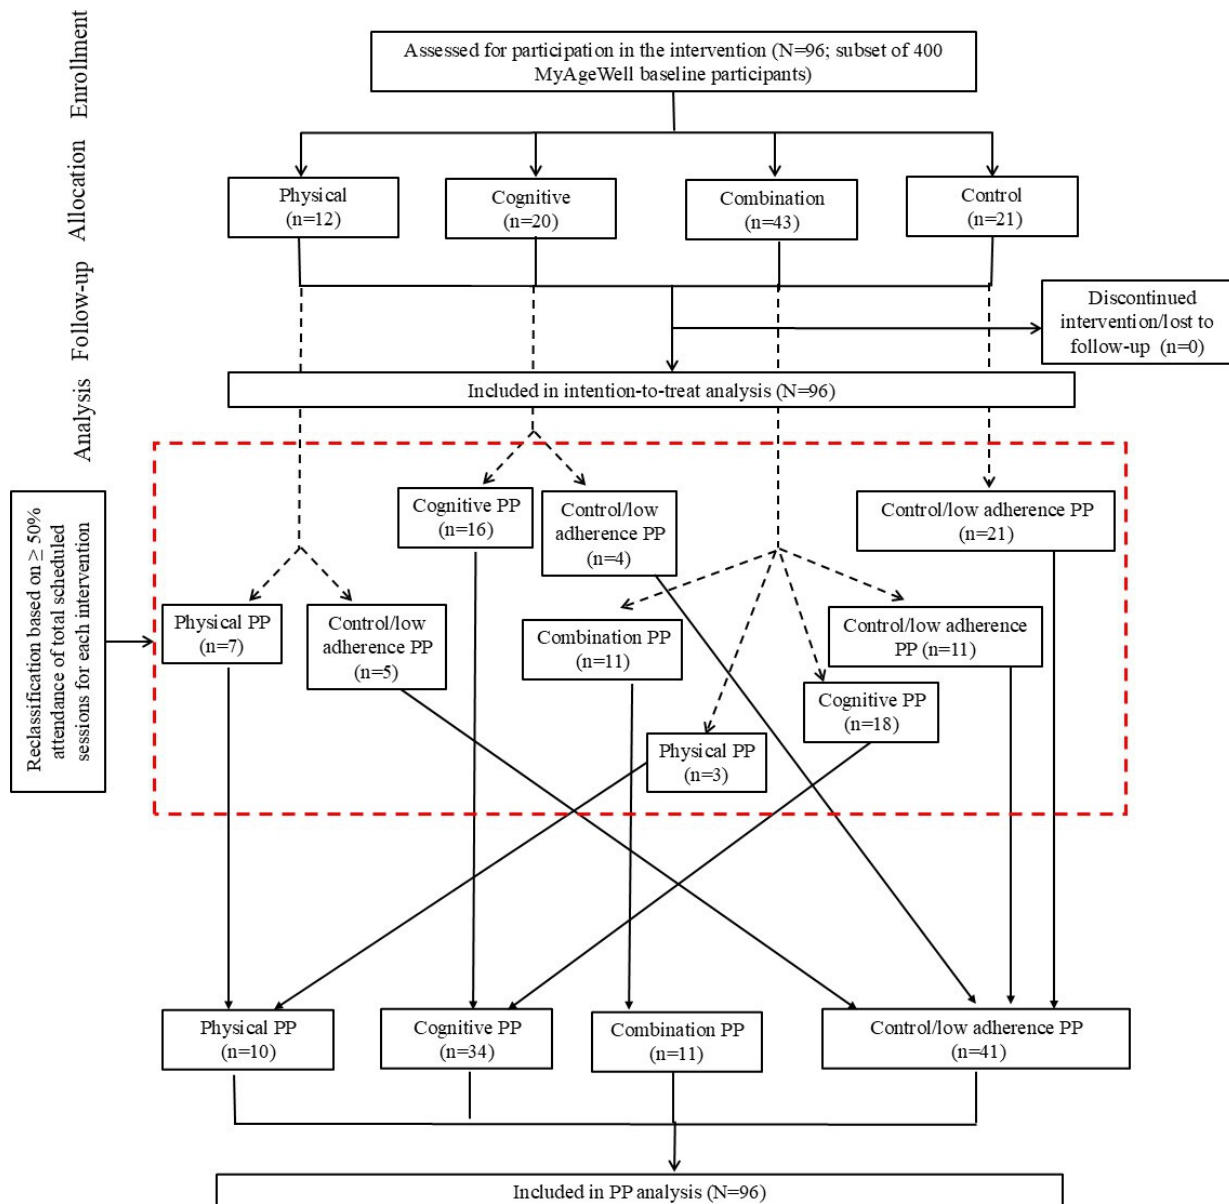 Enrollment
Assessed for participation in the intervention (N=96; subset of 400
MyAgeWell baseline participants)
Allocation
Physical
(n=12)
Cognitive
(n=20)
Combination
(n=43)
Control
(n=21)
Follow-up
Discontinued
intervention/lost to
follow-up (n=0)
Analysis
Included in intention-to-treat analysis (N=96)
Reclassification based on ≥ 50%
attendance of total scheduled
sessions for each intervention
Cognitive PP
(n=16)
Control/low
adherence PP
(n=4)
Control/low adherence PP
(n=21)
Physical PP
(n=7)
Control/low
adherence PP
(n=5)
Combination PP
(n=11)
Control/low adherence
PP (n=11)
Cognitive PP
(n=18)
Physical PP
(n=3)
Physical PP
(n=10)
Cognitive PP
(n=34)
Combination PP
(n=11)
Control/low adherence PP
(n=41)
Included in PP analysis (N=96)